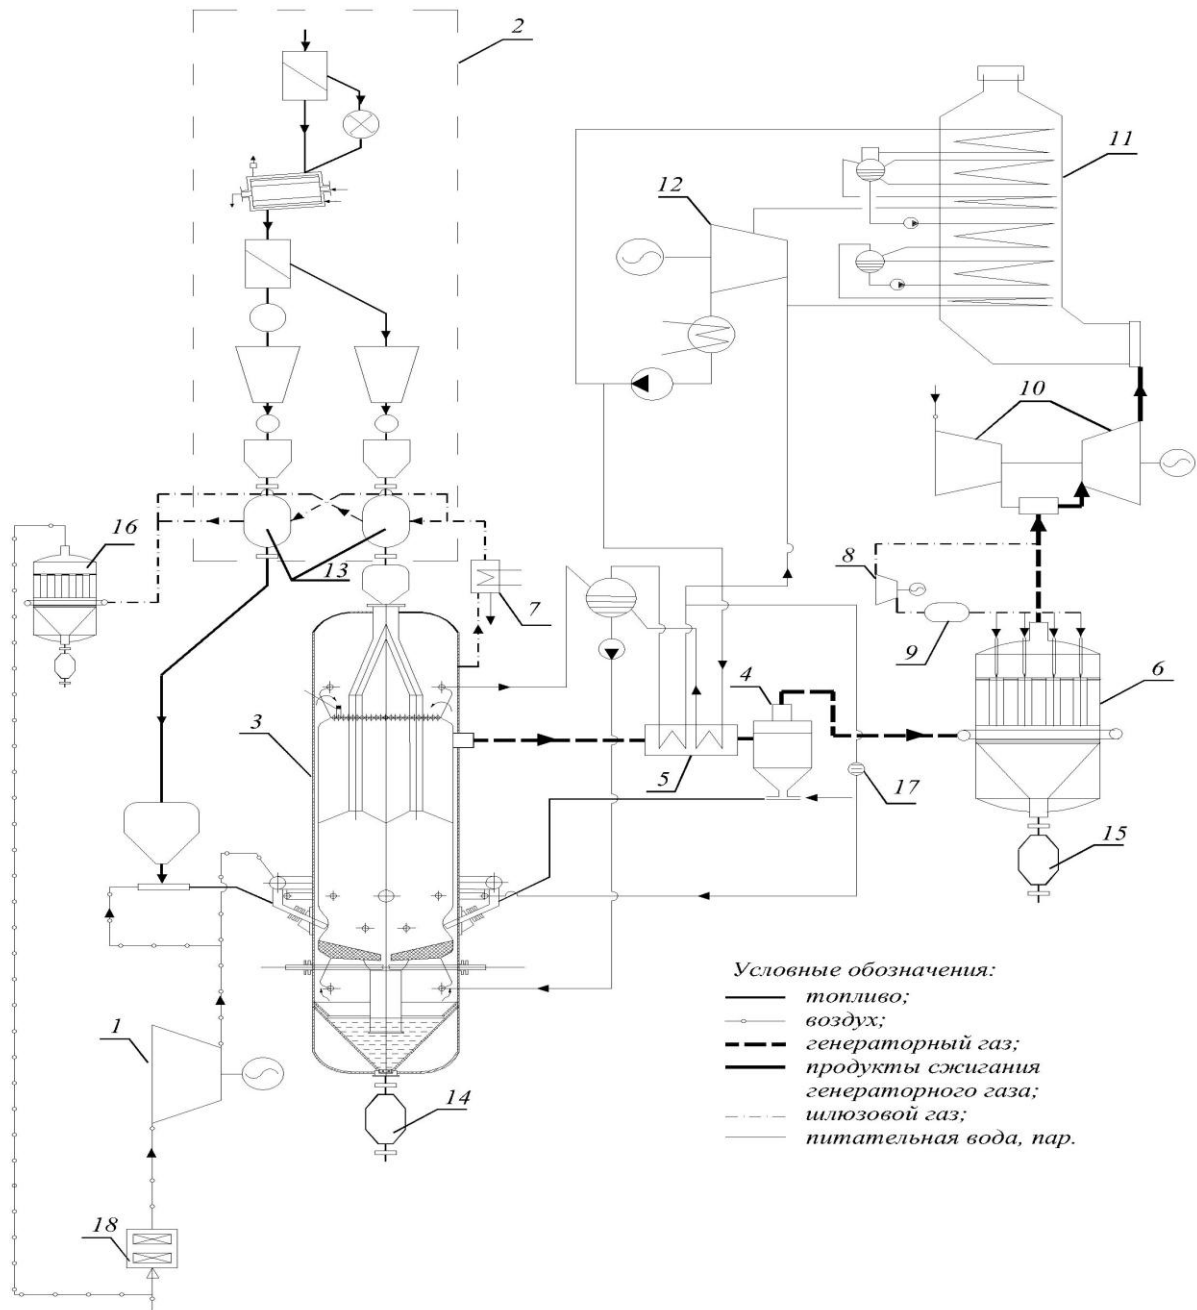 2
11
12
10
16
13
8
7
9
4
6
3
5
17
15
Условные обозначения:
топливо;
воздух;
генераторный газ;
продукты сжигания
генераторного газа;
шлюзовой газ;
питательная вода, пар.
1
14
18